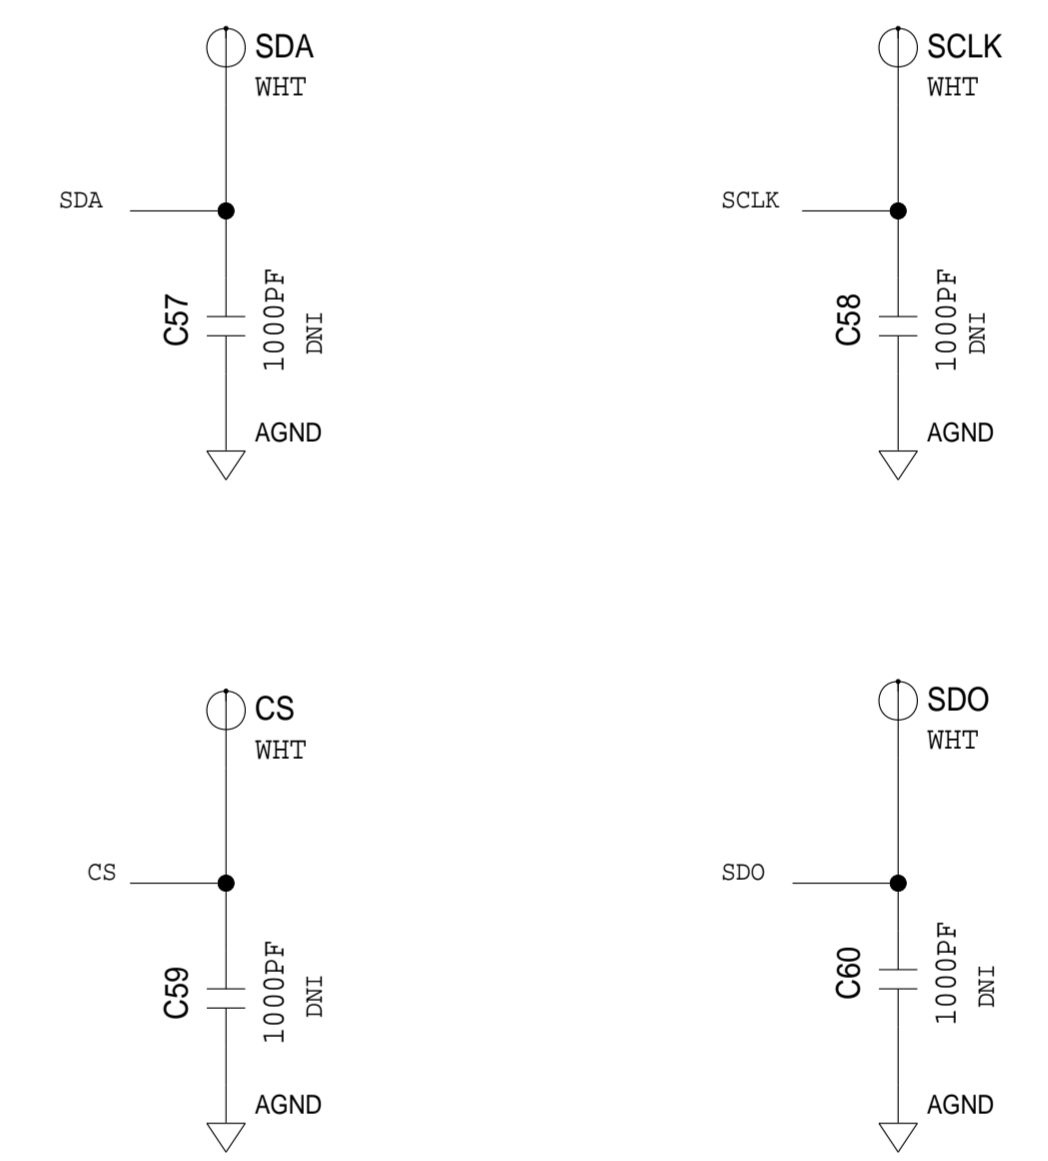 SDA
WHT
SDA
C57
1000PF
DNI
AGND
SCLK
WHT
SCLK
C58
1000PF
DNI
AGND
CS
WHT
CS
C59
1000PF
DNI
AGND
SDO
WHT
SDO
C60
1000PF
DNI
AGND